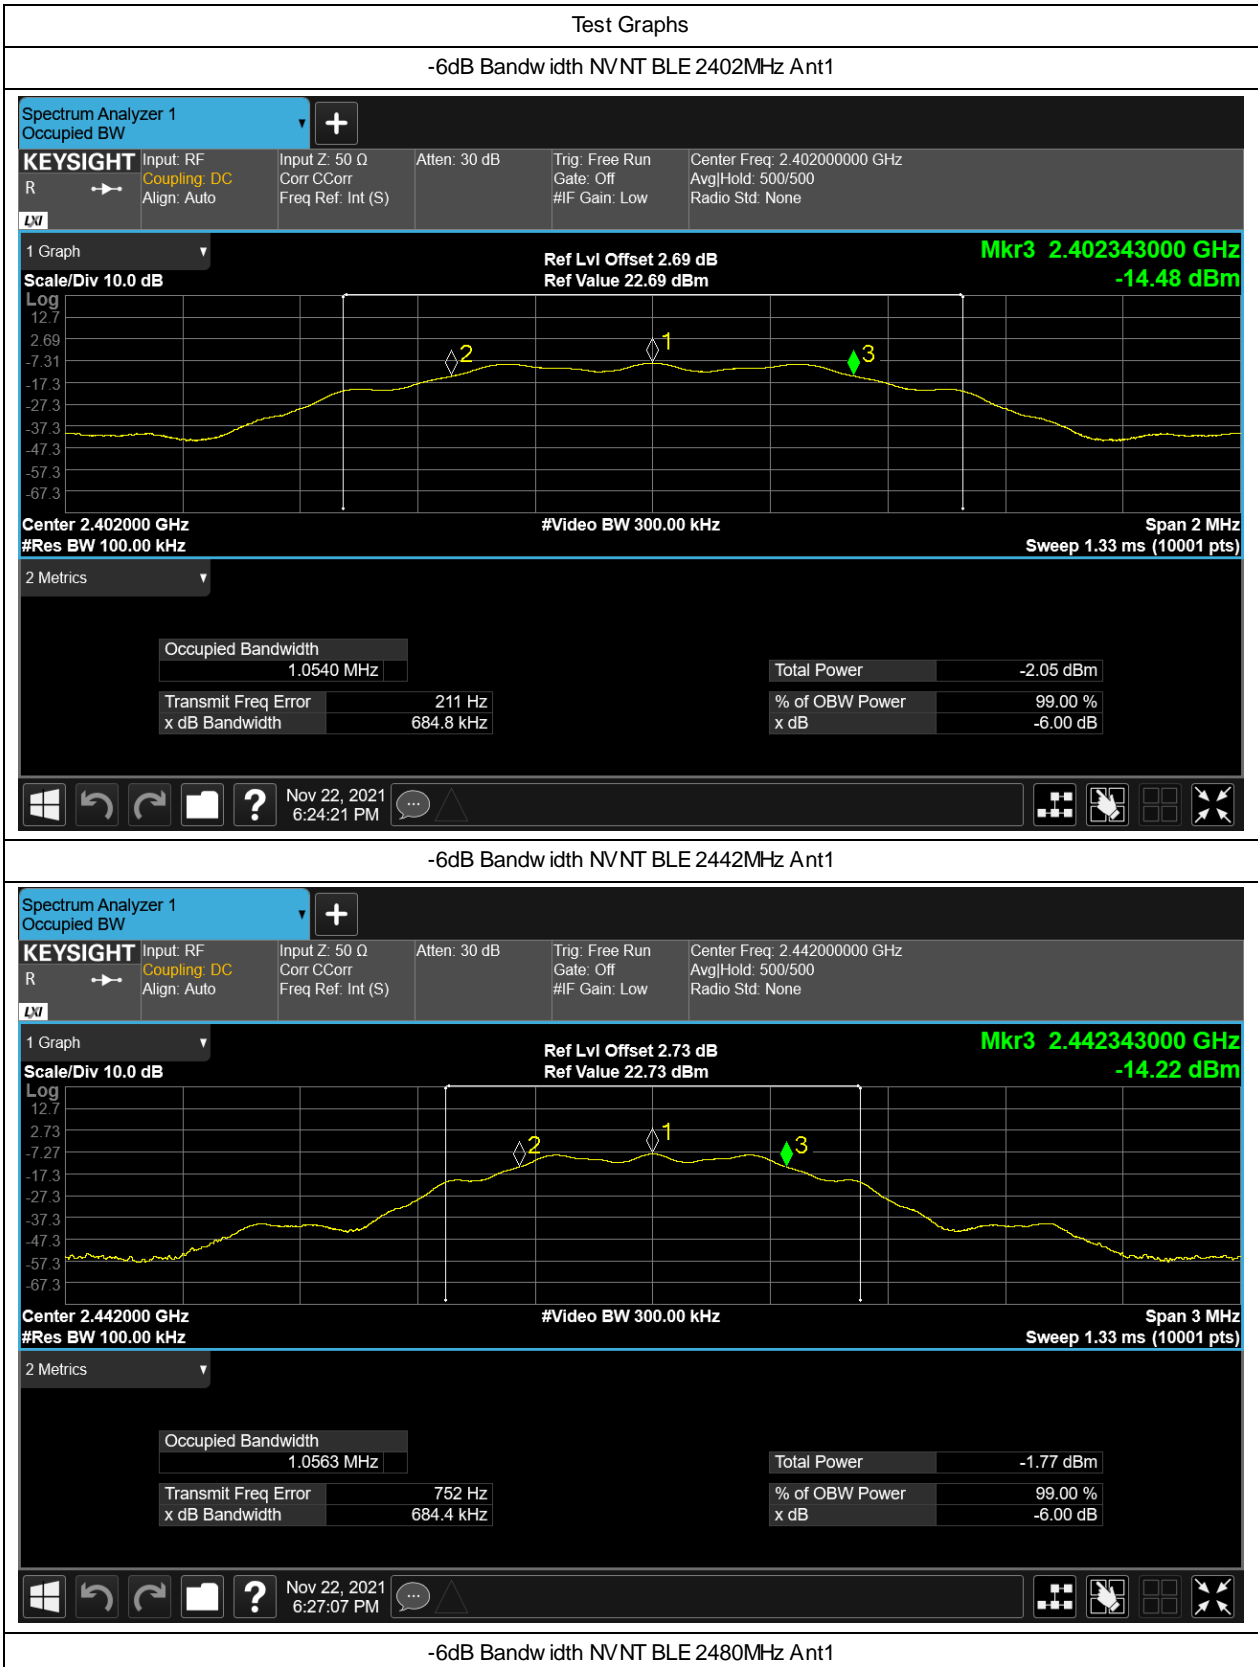 Test Graphs
-6dB Bandwidth NVNT BLE 2402MHz Ant1
Spectrum Analyzer 1
Occupied BW
KEYSIGHT Input: RF Input Z: 50 Ω Atten: 30 dB Trig: Free Run Center Freq: 2.402000000 GHz
R Coupling: DC Corr CCorr Gate: Off Avg|Hold: 500/500
Align: Auto Freq Ref: Int (S) #IF Gain: Low Radio Std: None
LXI
1 Graph Ref Lvl Offset 2.69 dB Mkr3 2.402343000 GHz
Scale/Div 10.0 dB Ref Value 22.69 dBm -14.48 dBm
Log
12.7
2.69
-7.31
-17.3
-27.3
-37.3
-47.3
-57.3
-67.3
2 1 3
Center 2.402000 GHz #Video BW 300.00 kHz Span 2 MHz
#Res BW 100.00 kHz Sweep 1.33 ms (10001 pts)
2 Metrics
Occupied Bandwidth
1.0540 MHz Total Power -2.05 dBm
Transmit Freq Error 211 Hz % of OBW Power 99.00 %
x dB Bandwidth 684.8 kHz x dB -6.00 dB
? Nov 22, 2021
6:24:21 PM
-6dB Bandwidth NVNT BLE 2442MHz Ant1
Spectrum Analyzer 1
Occupied BW
KEYSIGHT Input: RF Input Z: 50 Ω Atten: 30 dB Trig: Free Run Center Freq: 2.442000000 GHz
R Coupling: DC Corr CCorr Gate: Off Avg|Hold: 500/500
Align: Auto Freq Ref: Int (S) #IF Gain: Low Radio Std: None
LXI
1 Graph Ref Lvl Offset 2.73 dB Mkr3 2.442343000 GHz
Scale/Div 10.0 dB Ref Value 22.73 dBm -14.22 dBm
Log
12.7
2.73
-7.27
-17.3
-27.3
-37.3
-47.3
-57.3
-67.3
2 1 3
Center 2.442000 GHz #Video BW 300.00 kHz Span 3 MHz
#Res BW 100.00 kHz Sweep 1.33 ms (10001 pts)
2 Metrics
Occupied Bandwidth
1.0563 MHz Total Power -1.77 dBm
Transmit Freq Error 752 Hz % of OBW Power 99.00 %
x dB Bandwidth 684.4 kHz x dB -6.00 dB
? Nov 22, 2021
6:27:07 PM
-6dB Bandwidth NVNT BLE 2480MHz Ant1